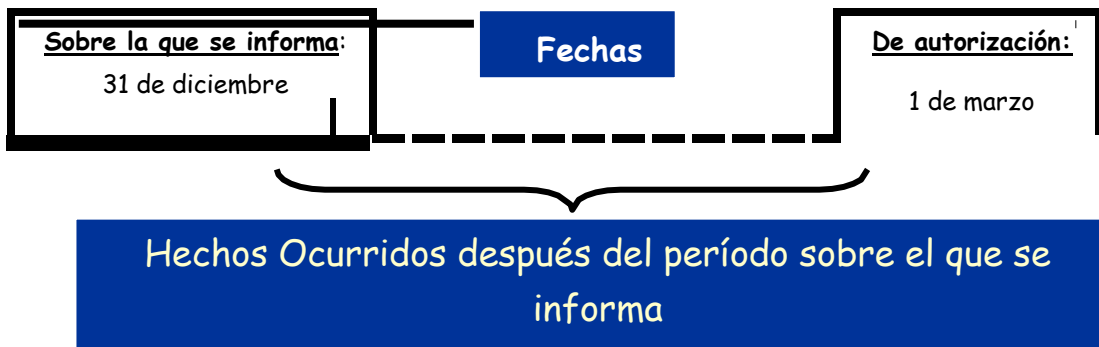 Sobre la que se informa:
31 de diciembre
Fechas
De autorización:
1 de marzo
Hechos Ocurridos después del período sobre el que se
informa